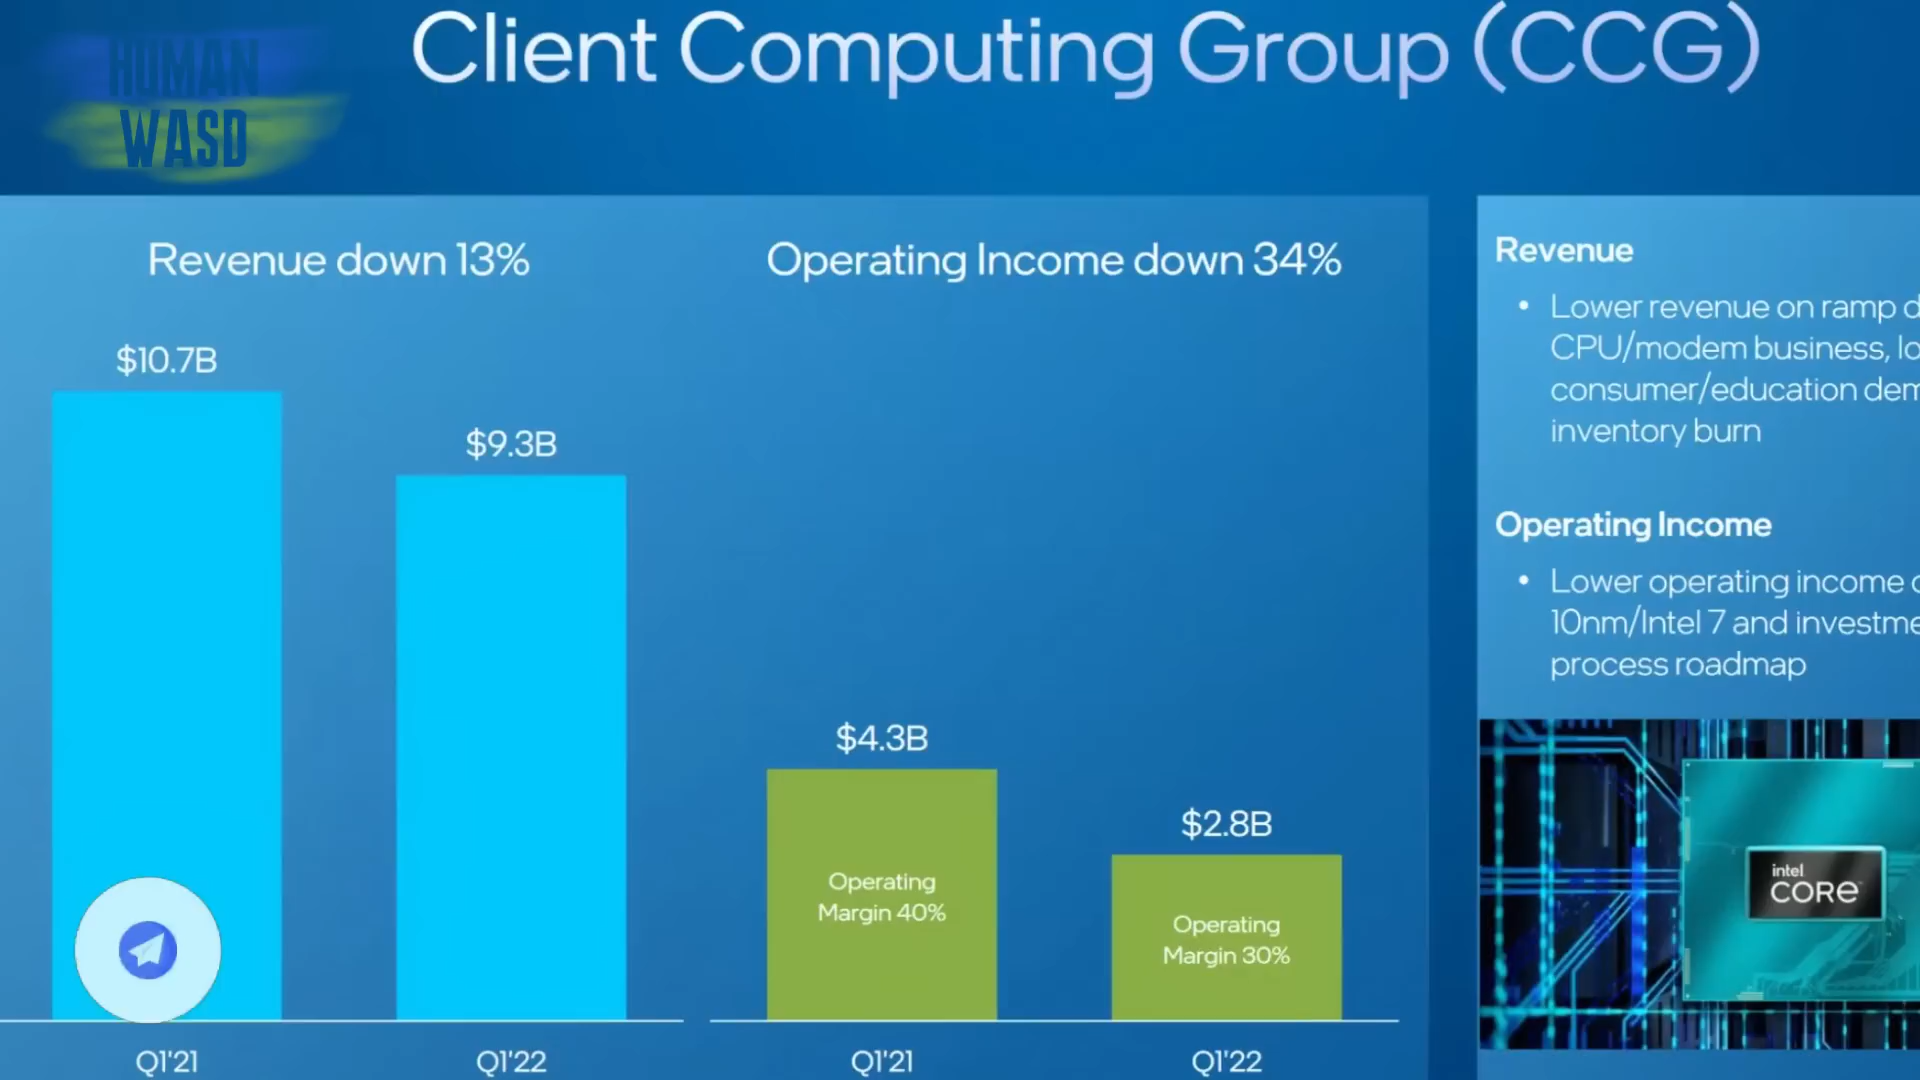 HUMAN
WASD
Client Computing Group (CCG)
Revenue down 13%
$10.7B
$9.3B
Q1'21
Q1'22
Operating Income down 34%
$4.3B
Operating
Margin 40%
$2.8B
Operating
Margin 30%
Q1'21
Q1'22
Revenue
• Lower revenue on ramp
CPU/modem business,
consumer/education
inventory burn
Operating Income
• Lower operating income
10nm/Intel 7 and
process roadmap
intel
CORE